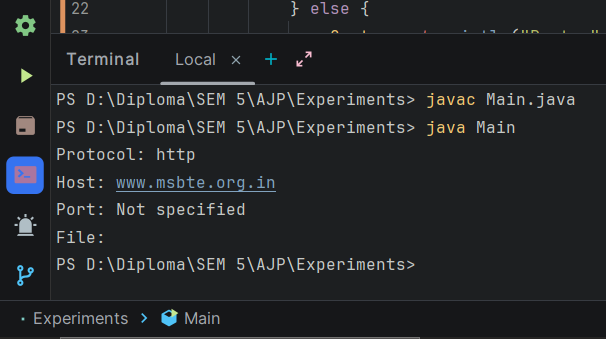 22 } else {
Terminal Local × +
PS D:\Diploma\SEM 5\AJP\Experiments> javac Main.java
PS D:\Diploma\SEM 5\AJP\Experiments> java Main
Protocol: http
Host: www.msbte.org.in
Port: Not specified
File:
PS D:\Diploma\SEM 5\AJP\Experiments>
Experiments > Main